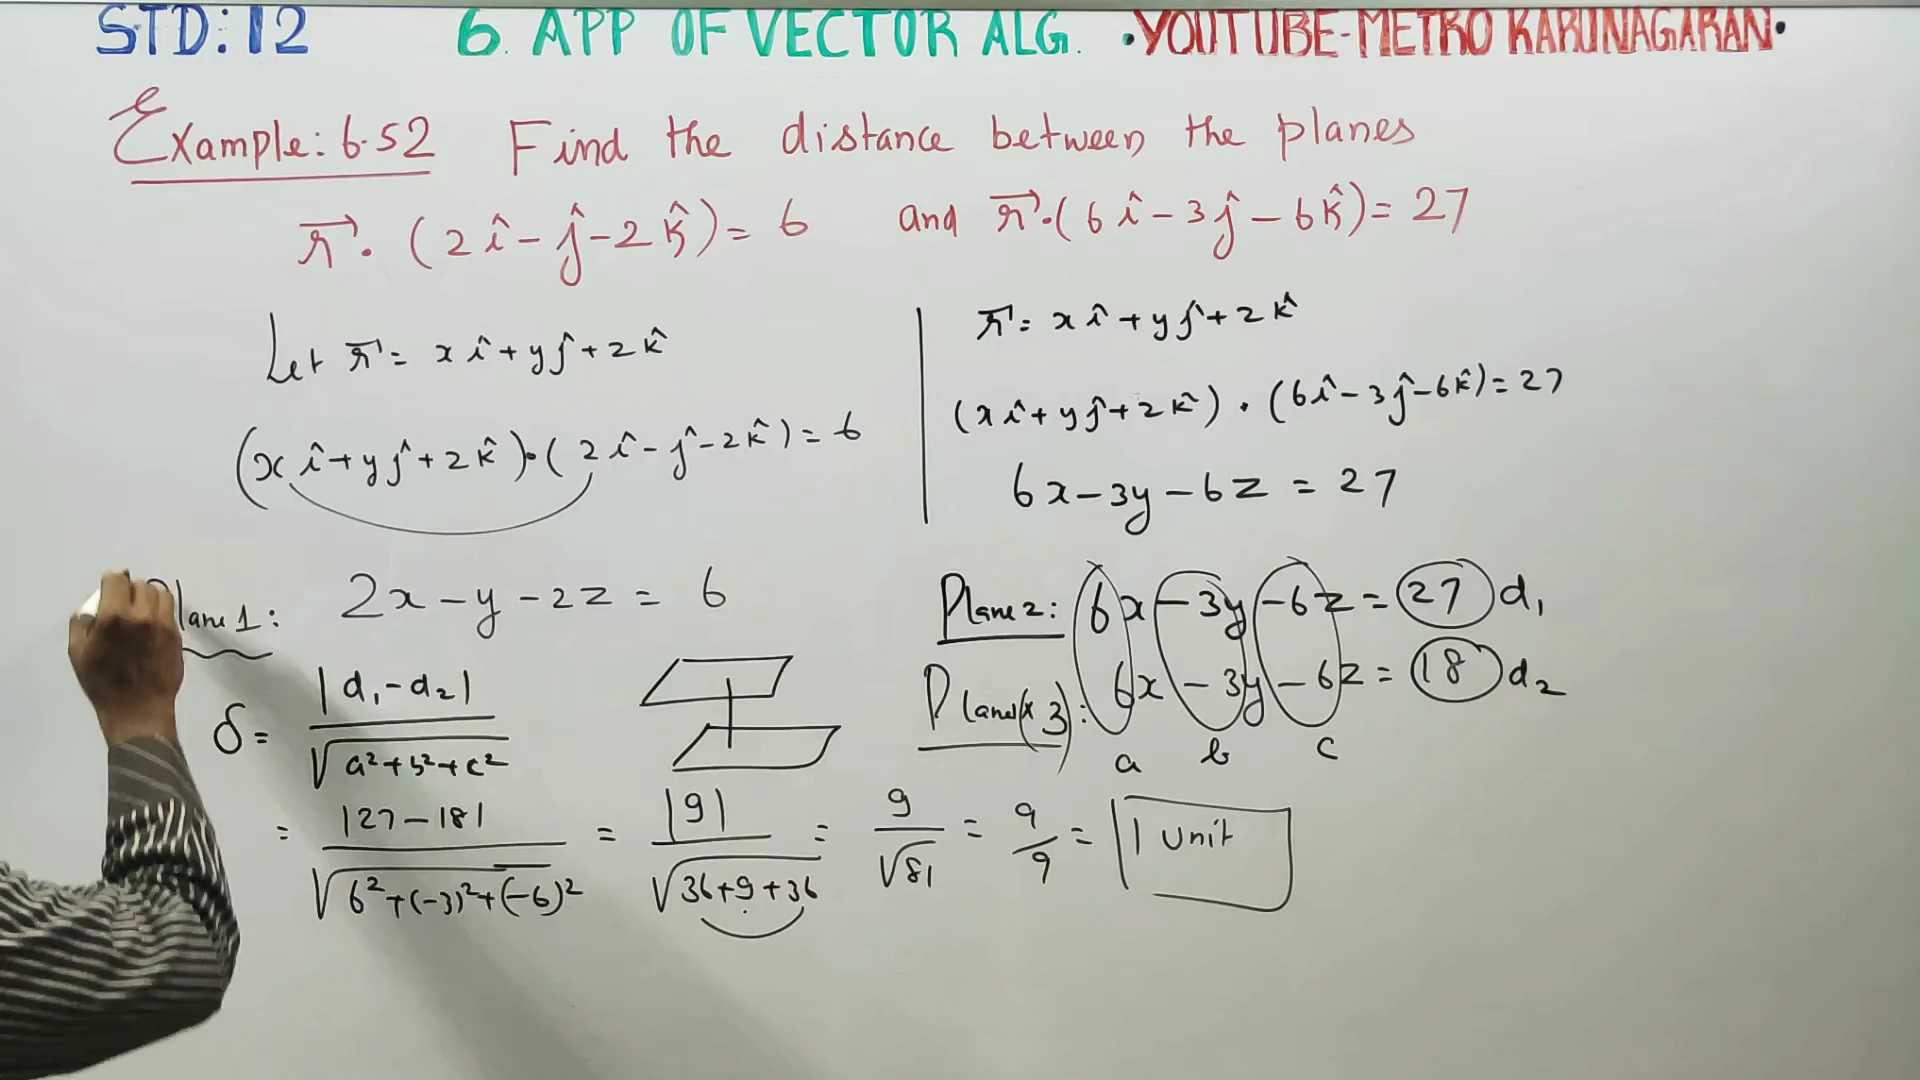 STD: 12 6. APP OF VECTOR ALG. •YOUTUBE-METRO KARUNAGARAN•
Example: 6.52 Find the distance between the planes
r⃗. (2î - ĵ - 2k̂) = 6 and r⃗.(6î - 3ĵ - 6k̂) = 27
Let r⃗ = xî + yĵ + zk̂
(xî + yĵ + zk̂)•(2î - ĵ - 2k̂) = 6
r⃗ = xî + yĵ + zk̂
(xî + yĵ + zk̂) • (6î - 3ĵ - 6k̂) = 27
6x - 3y - 6z = 27
Plane 1: 2x - y - 2z = 6
Plane 2: 6x - 3y - 6z = 27 d₁
Plane(x 3): 6x - 3y - 6z = 18 d₂
a b c
δ = |d₁ - d₂| / √a² + b² + c²
= |27 - 18| / √6² + (-3)² + (-6)² = |9| / √36 + 9 + 36 = 9 / √81 = 9/9 = 1 Unit